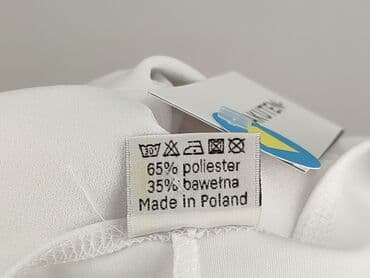 65% poliester
35% bawełna
Made in Poland